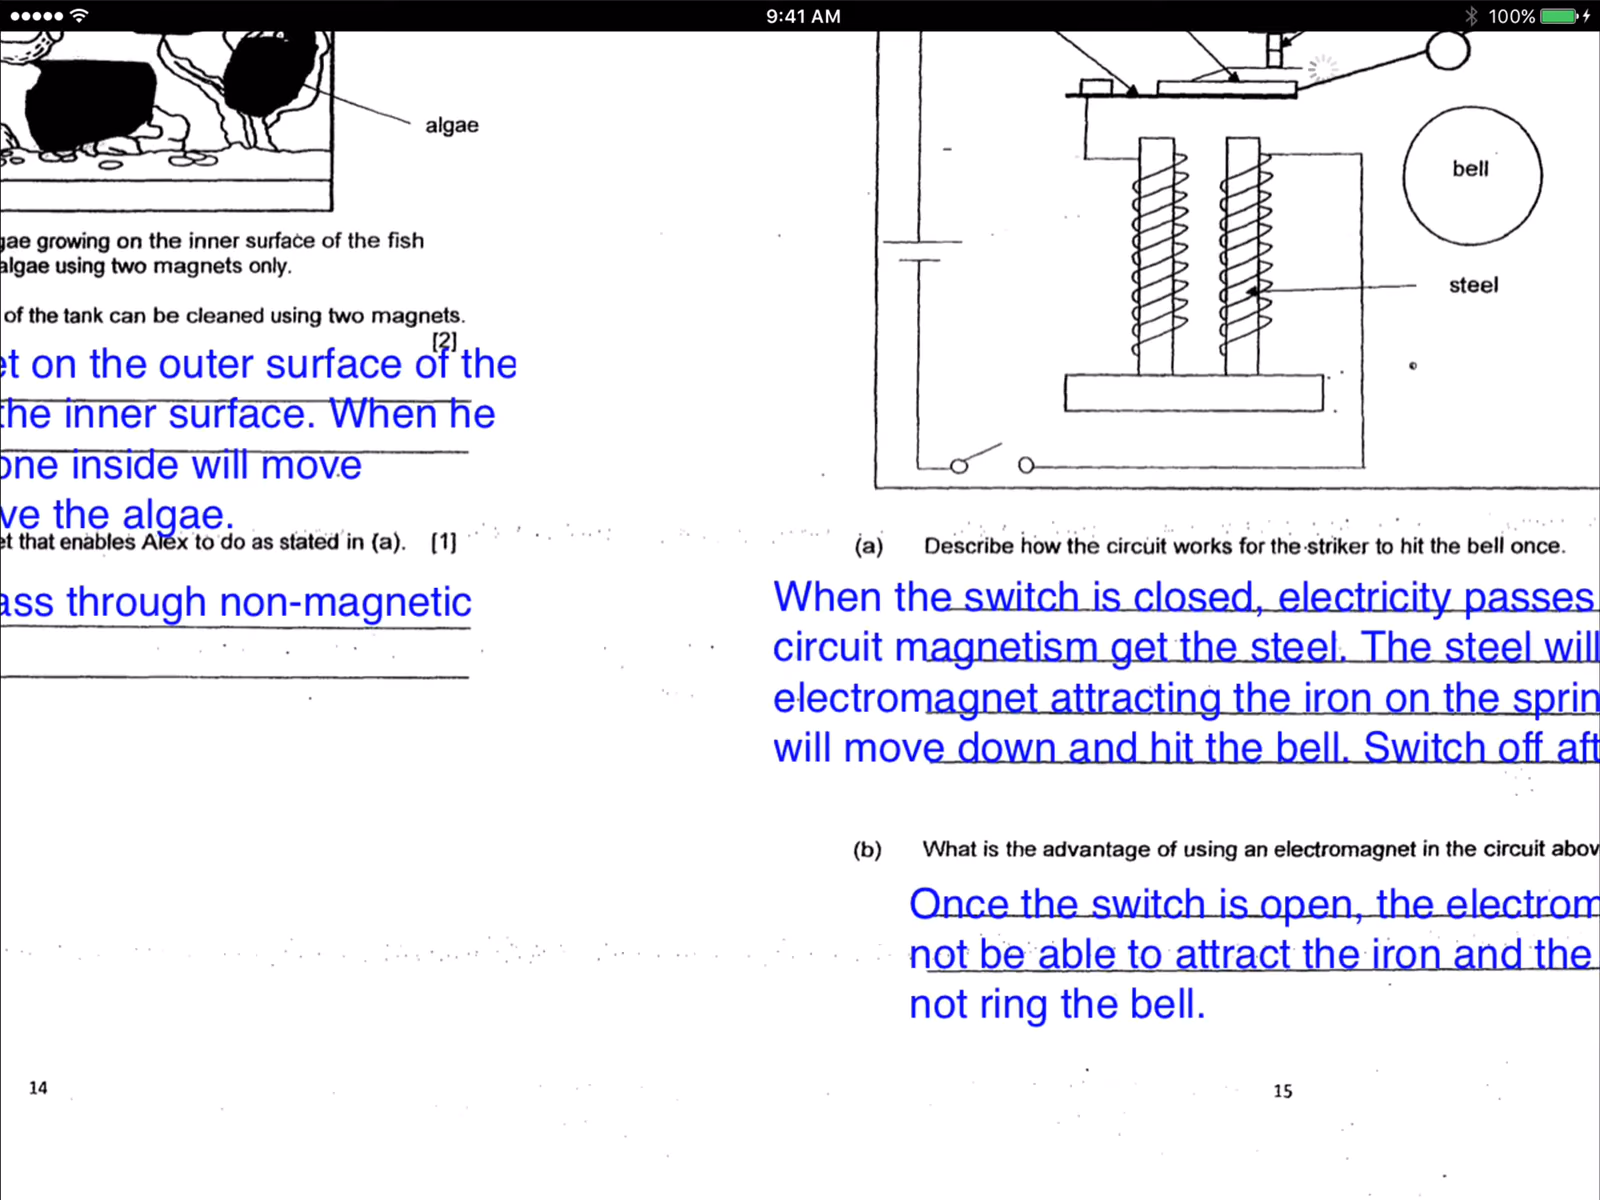 9:41 AM
100%
algae
gae growing on the inner surface of the fish
algae using two magnets only.
of the tank can be cleaned using two magnets.
[2]
et on the outer surface of the
the inner surface. When he
one inside will move
ve the algae.
et that enables Alex to do as stated in (a). [1]
ass through non-magnetic
14
bell
steel
(a) Describe how the circuit works for the striker to hit the bell once.
When the switch is closed, electricity passes
circuit magnetism get the steel. The steel will
electromagnet attracting the iron on the sprin
will move down and hit the bell. Switch off aft
(b) What is the advantage of using an electromagnet in the circuit abov
Once the switch is open, the electrom
not be able to attract the iron and the
not ring the bell.
15